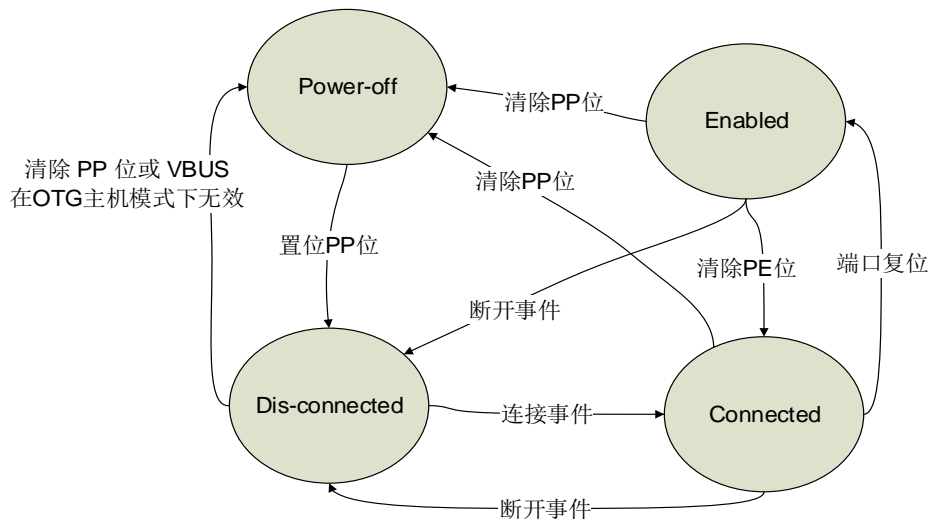 Power-off
Enabled
清除PP位
清除 PP 位或 VBUS
在OTG主机模式下无效
清除PP位
置位PP位
清除PE位
端口复位
断开事件
Dis-connected
连接事件
Connected
断开事件